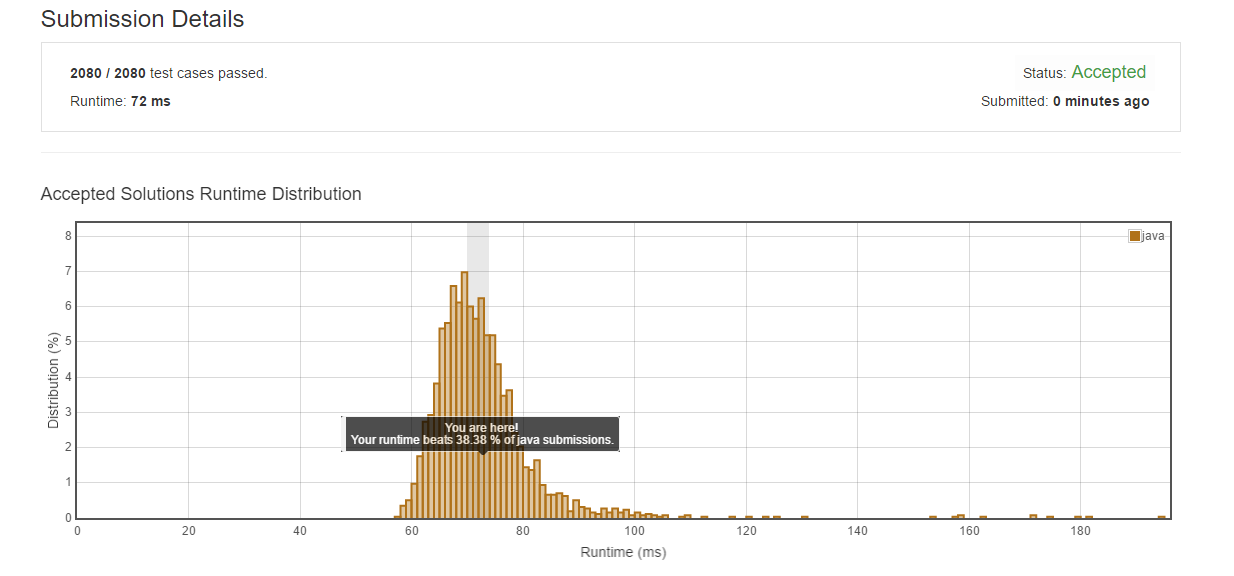 Submission Details
2080 / 2080 test cases passed.
Status: Accepted
Runtime: 72 ms
Submitted: 0 minutes ago
Accepted Solutions Runtime Distribution
java
8
7
6
5
4
3
2
1
0
Distribution (%)
You are here!
Your runtime beats 38.38 % of java submissions.
0
20
40
60
80
100
120
140
160
180
Runtime (ms)